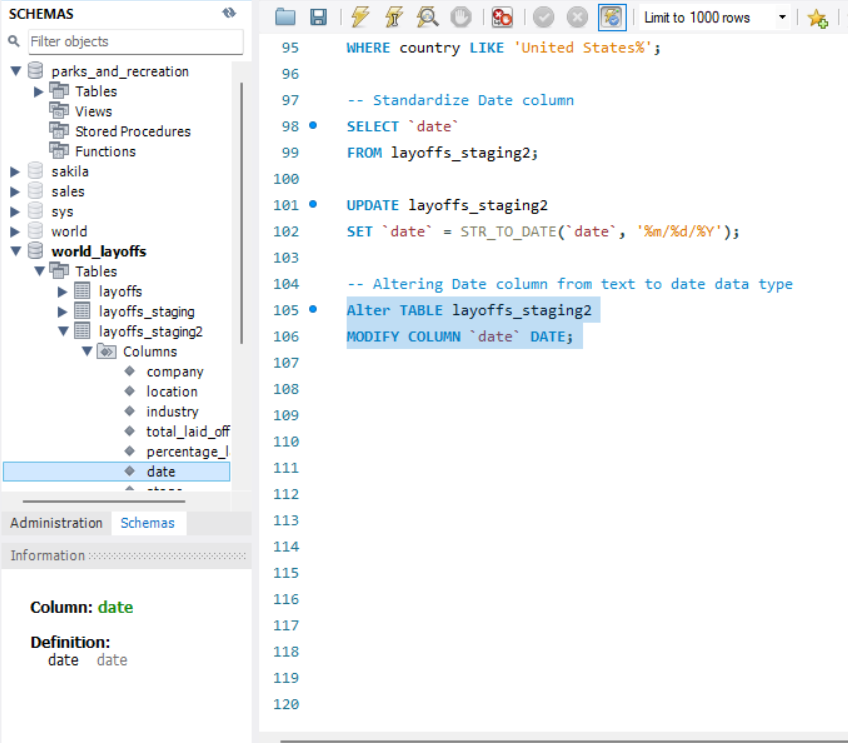 SCHEMAS
Filter objects
parks_and_recreation
Tables
Views
Stored Procedures
Functions
sakila
sales
sys
world
world_layoffs
Tables
layoffs
layoffs_staging
layoffs_staging2
Columns
company
location
industry
total_laid_off
percentage_l
date
Administration Schemas
Information
Column: date
Definition:
date date
Limit to 1000 rows
95 WHERE country LIKE 'United States%';
96
97 -- Standardize Date column
98 SELECT `date`
99 FROM layoffs_staging2;
100
101 UPDATE layoffs_staging2
102 SET `date` = STR_TO_DATE(`date`, '%m/%d/%Y');
103
104 -- Altering Date column from text to date data type
105 Alter TABLE layoffs_staging2
106 MODIFY COLUMN `date` DATE;
107
108
109
110
111
112
113
114
115
116
117
118
119
120